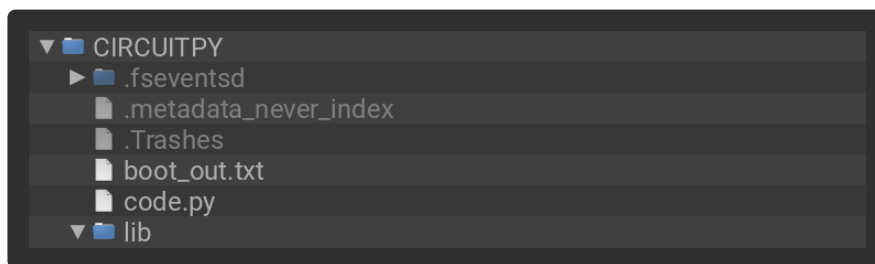 CIRCUITPY
.fseventsd
.metadata_never_index
.Trashes
boot_out.txt
code.py
lib